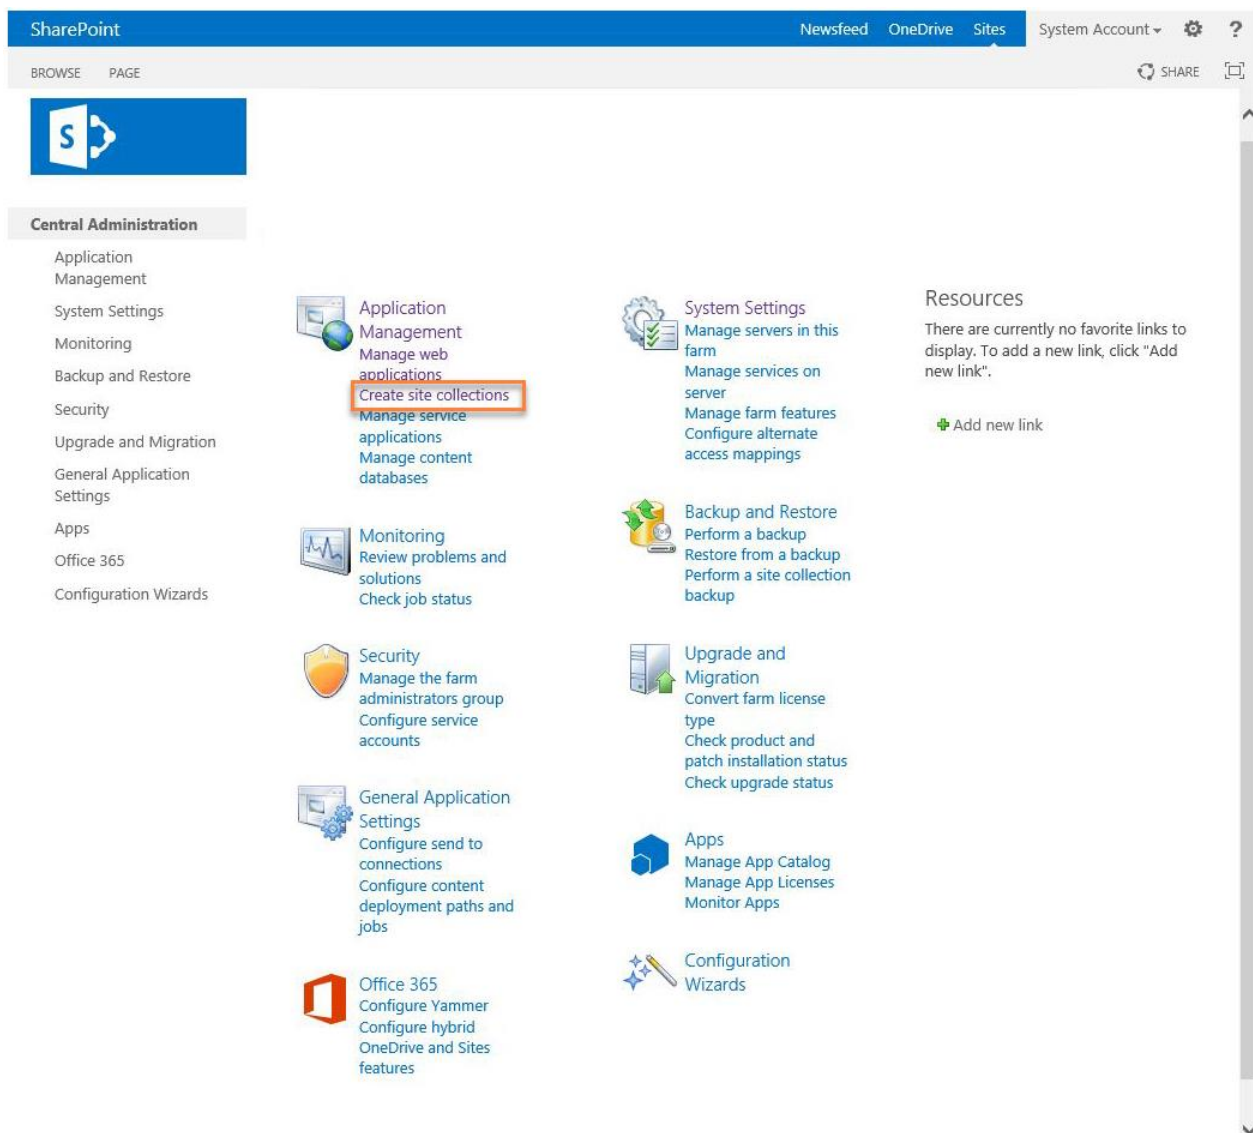 SharePoint
Newsfeed OneDrive Sites System Account ?
BROWSE PAGE
SHARE
S
Central Administration
Application
Management
System Settings
Monitoring
Backup and Restore
Security
Upgrade and Migration
General Application
Settings
Apps
Office 365
Configuration Wizards
Application
Management
Manage web
applications
Create site collections
Manage service
applications
Manage content
databases
Monitoring
Review problems and
solutions
Check job status
Security
Manage the farm
administrators group
Configure service
accounts
General Application
Settings
Configure send to
connections
Configure content
deployment paths and
jobs
Office 365
Configure Yammer
Configure hybrid
OneDrive and Sites
features
System Settings
Manage servers in this
farm
Manage services on
server
Manage farm features
Configure alternate
access mappings
Backup and Restore
Perform a backup
Restore from a backup
Perform a site collection
backup
Upgrade and
Migration
Convert farm license
type
Check product and
patch installation status
Check upgrade status
Apps
Manage App Catalog
Manage App Licenses
Monitor Apps
Configuration
Wizards
Resources
There are currently no favorite links to
display. To add a new link, click "Add
new link".
Add new link